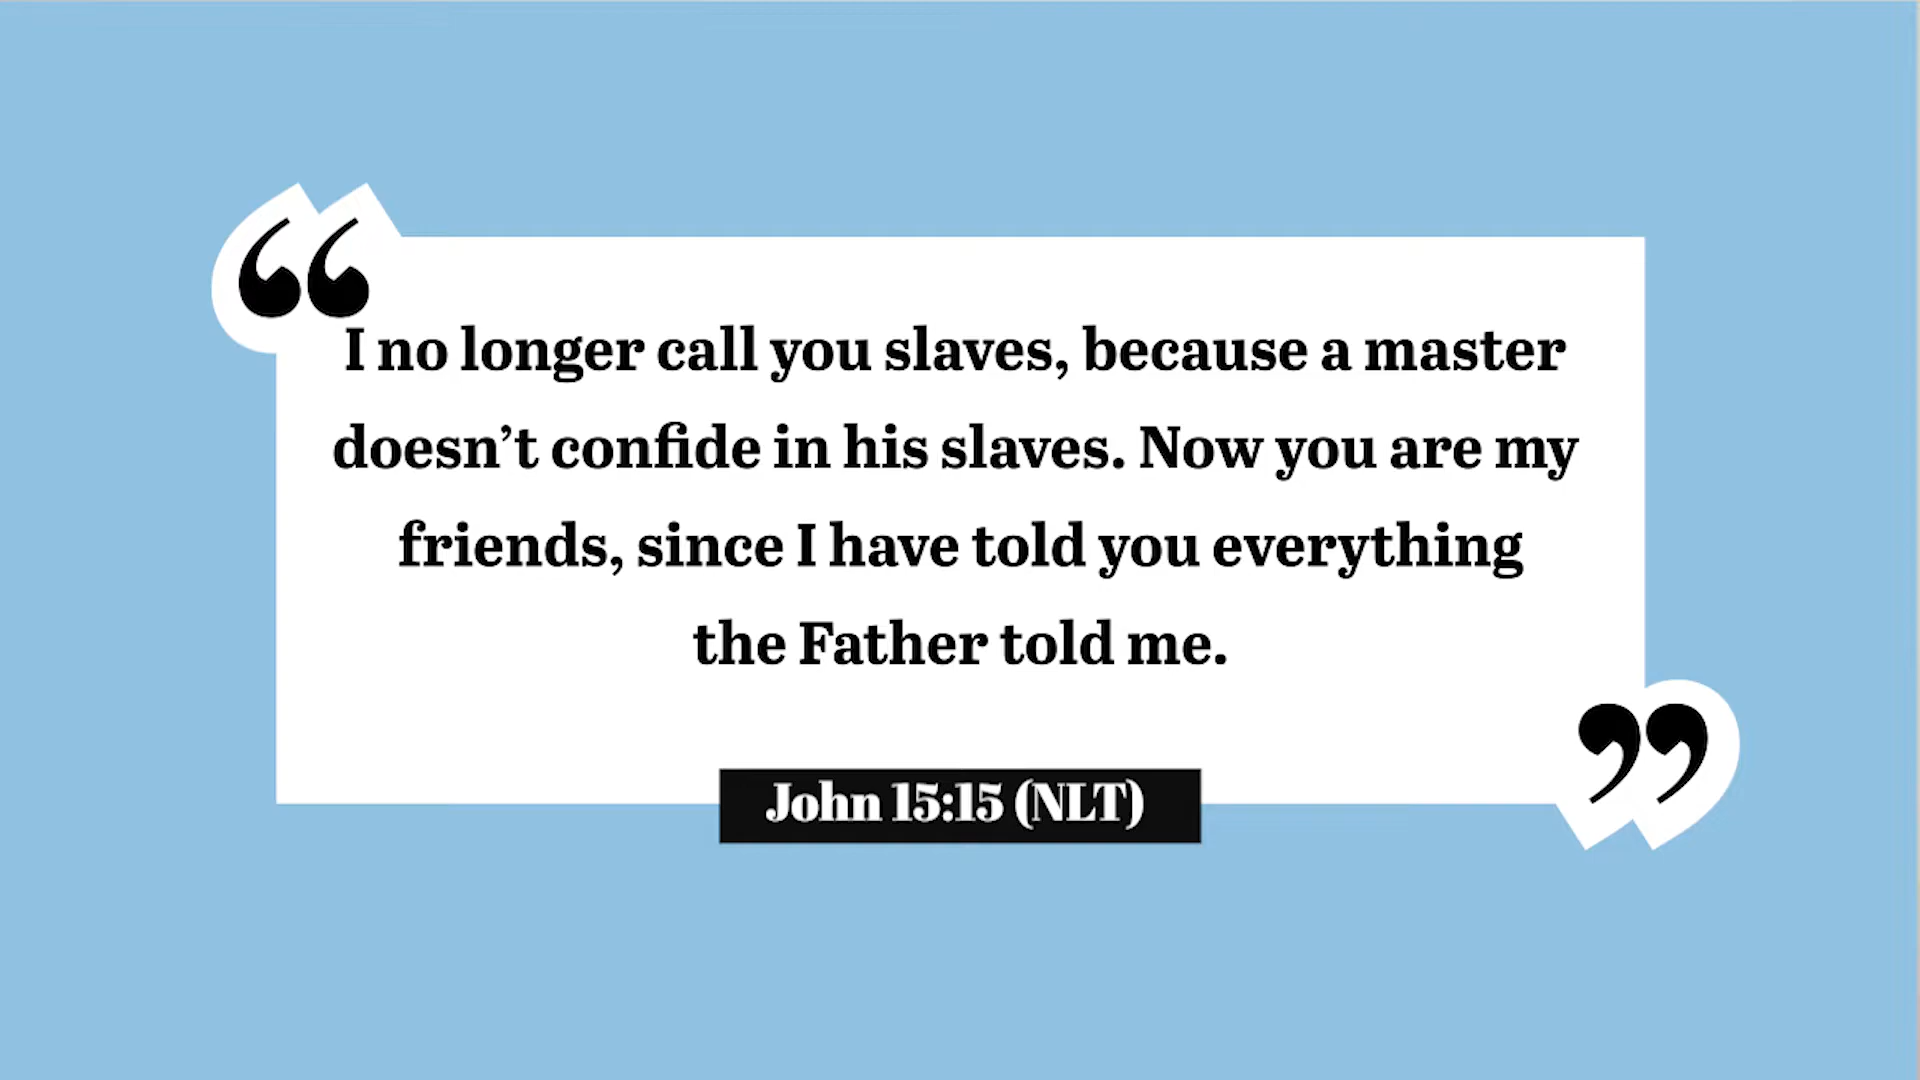 “I no longer call you slaves, because a master
doesn’t confide in his slaves. Now you are my
friends, since I have told you everything
the Father told me.”
John 15:15 (NLT)